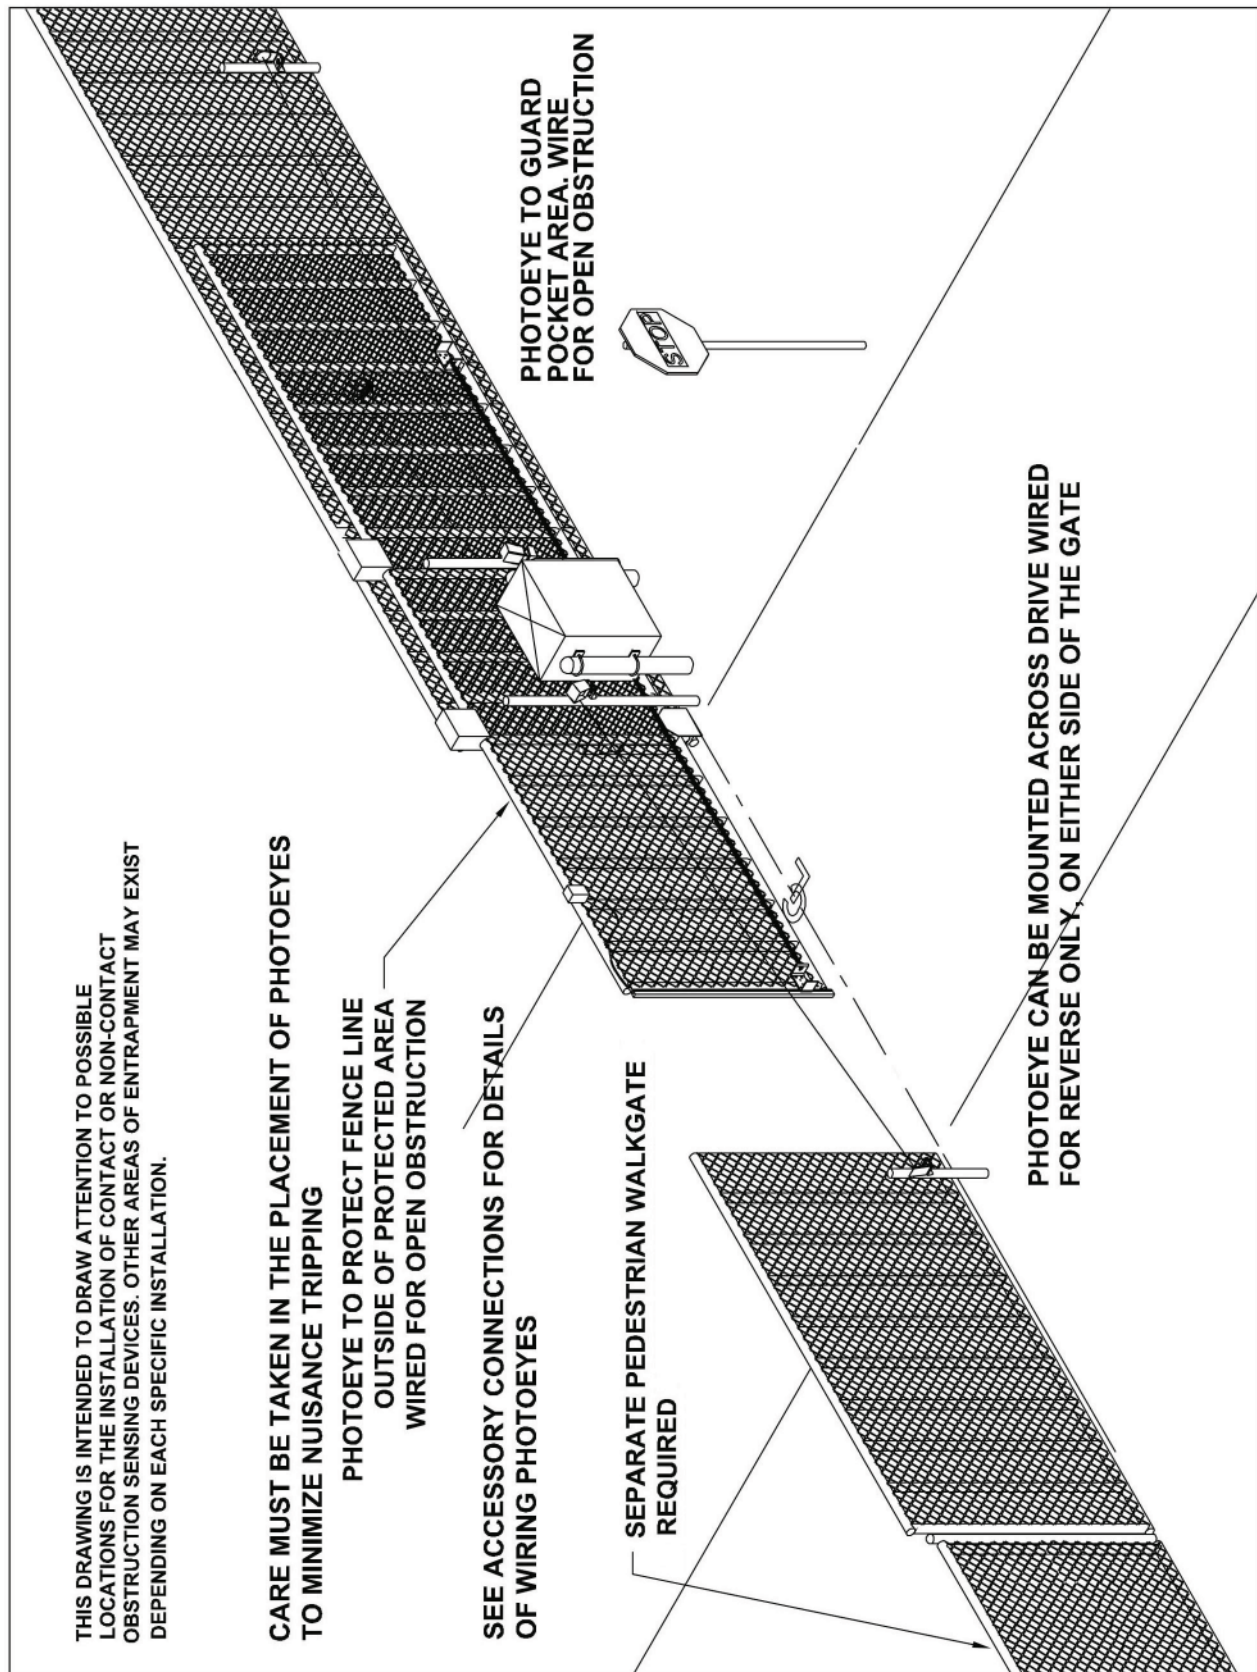 THIS DRAWING IS INTENDED TO DRAW ATTENTION TO POSSIBLE
LOCATIONS FOR THE INSTALLATION OF CONTACT OR NON-CONTACT
OBSTRUCTION SENSING DEVICES. OTHER AREAS OF ENTRAPMENT MAY EXIST
DEPENDING ON EACH SPECIFIC INSTALLATION.
CARE MUST BE TAKEN IN THE PLACEMENT OF PHOTOEYES
TO MINIMIZE NUISANCE TRIPPING
PHOTOEYE TO PROTECT FENCE LINE
OUTSIDE OF PROTECTED AREA
WIRED FOR OPEN OBSTRUCTION
SEE ACCESSORY CONNECTIONS FOR DETAILS
OF WIRING PHOTOEYES
SEPARATE PEDESTRIAN WALKGATE
REQUIRED
PHOTOEYE TO GUARD
POCKET AREA. WIRE
FOR OPEN OBSTRUCTION
STOP
PHOTOEYE CAN BE MOUNTED ACROSS DRIVE WIRED
FOR REVERSE ONLY, ON EITHER SIDE OF THE GATE